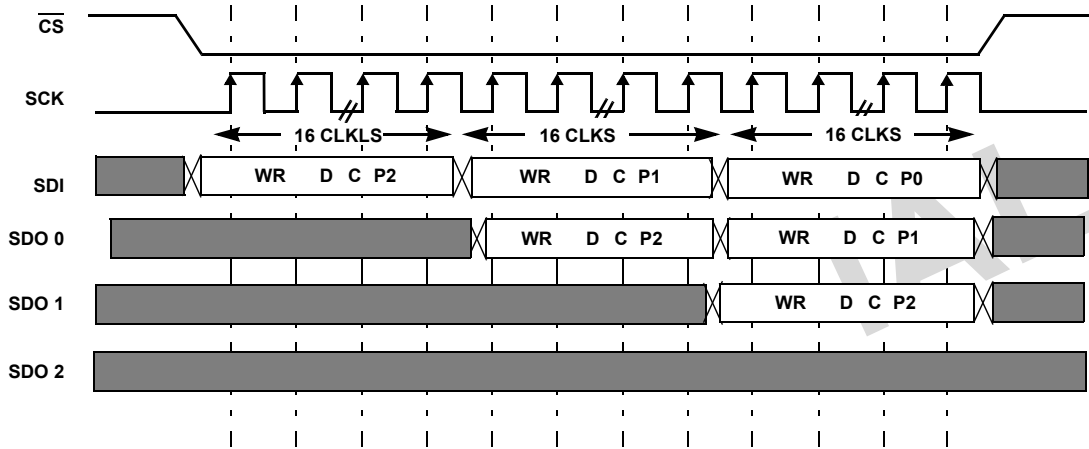 CS
SCK
16 CLKLS 16 CLKS 16 CLKS
SDI WR D C P2 WR D C P1 WR D C P0
SDO 0 WR D C P2 WR D C P1
SDO 1 WR D C P2
SDO 2